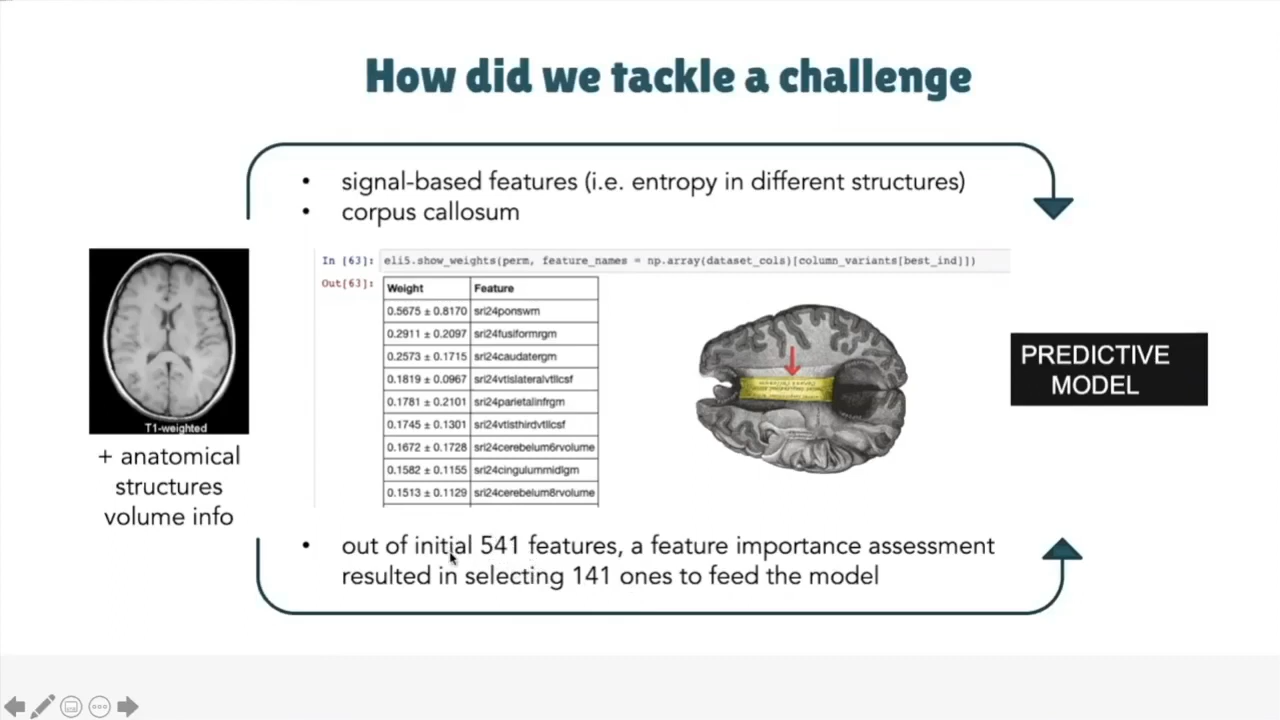 How did we tackle a challenge
• signal-based features (i.e. entropy in different structures)
• corpus callosum
T1-weighted
+ anatomical
structures
volume info
In [63]: eli5.show_weights(perm, feature_names = np.array(dataset_cols)[column_variants[best_ind]])
Out[63]:
Weight Feature
0.5675 ± 0.8170 sri24ponswm
0.2911 ± 0.2097 sri24fusiformrgm
0.2573 ± 0.1715 sri24caudatergm
0.1819 ± 0.0967 sri24vtlslateralvtllcsf
0.1781 ± 0.2101 sri24parietalinfrgm
0.1745 ± 0.1301 sri24vtlsthirdvtllcsf
0.1672 ± 0.1728 sri24cerebelum6rvolume
0.1582 ± 0.1155 sri24cingulummidlgm
0.1513 ± 0.1129 sri24cerebelum8rvolume
PREDICTIVE
MODEL
• out of initial 541 features, a feature importance assessment
resulted in selecting 141 ones to feed the model